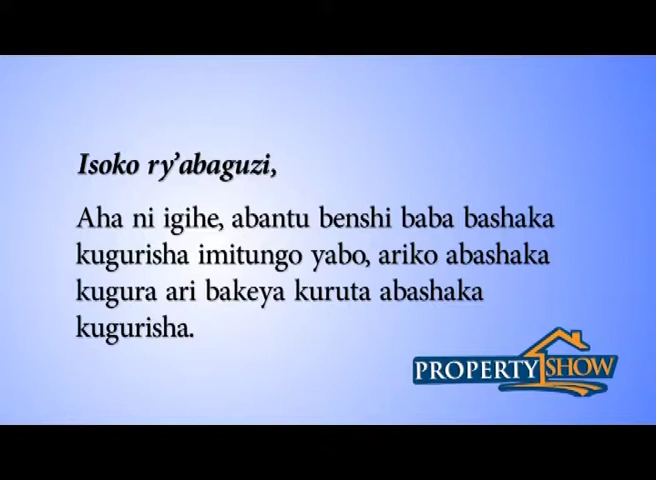 Isoko ry'abaguzi,
Aha ni igihe, abantu benshi baba bashaka
kugurisha imitungo yabo, ariko abashaka
kugura ari bakeya kuruta abashaka
kugurisha.
PROPERTY SHOW